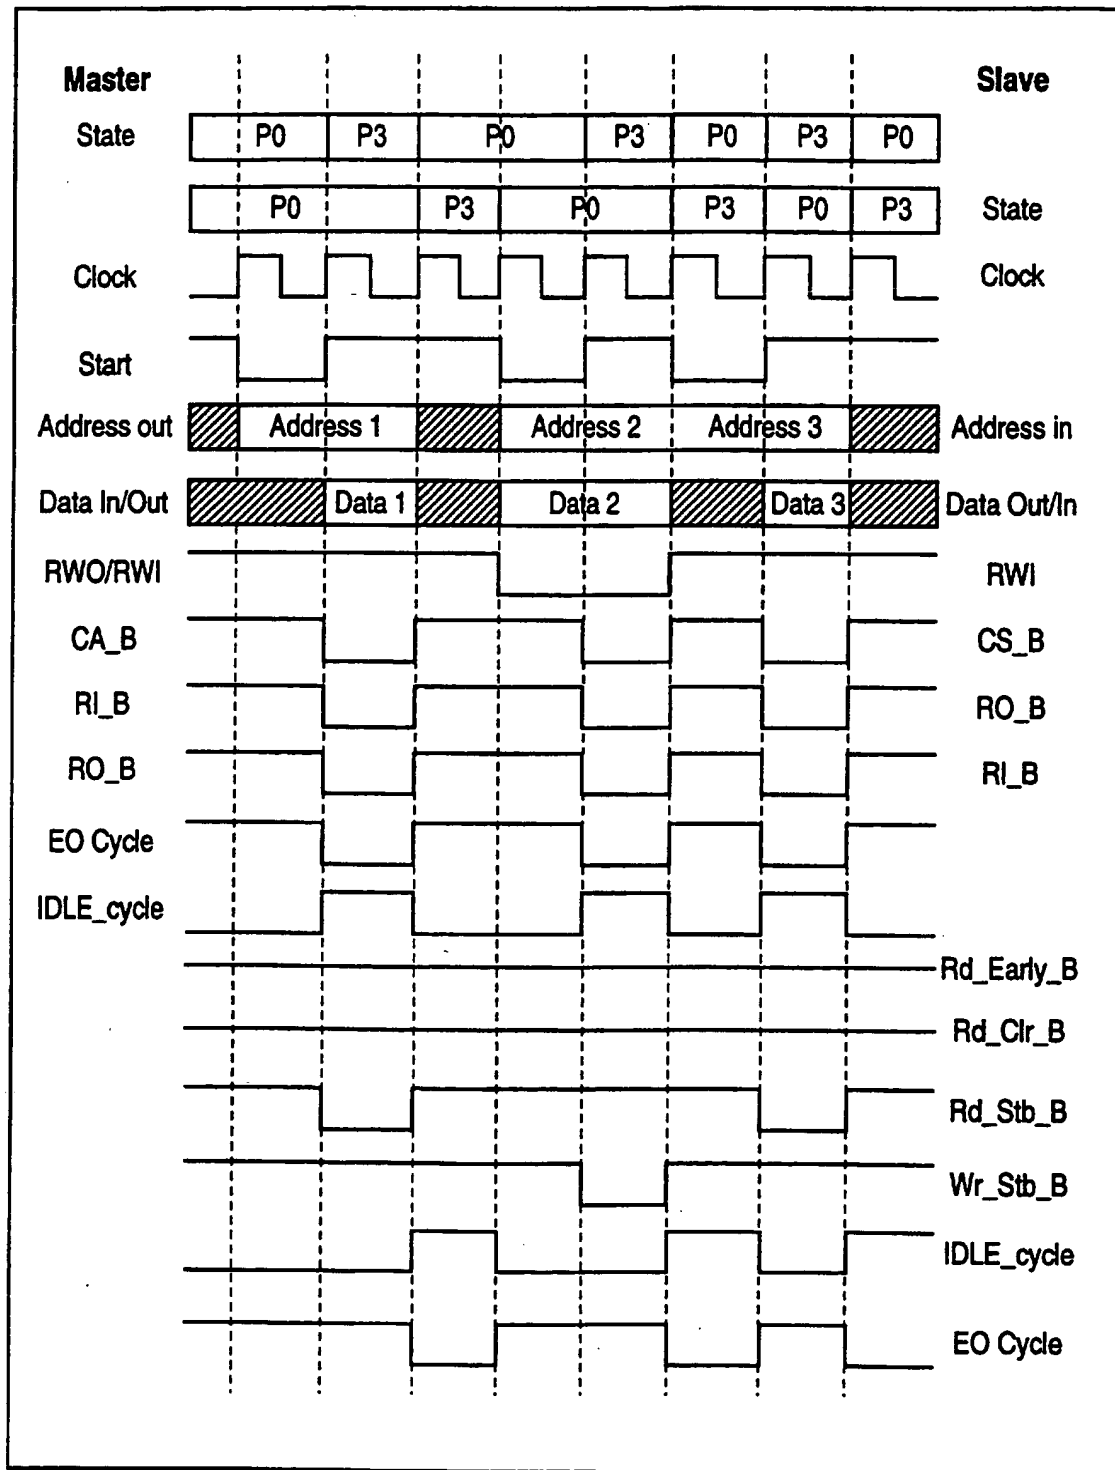 Master Slave
State P0 P3 P0 P3 P0 P3 P0
P0 P3 P0 P3 P0 P3 State
Clock Clock
Start
Address out Address 1 Address 2 Address 3 Address in
Data In/Out Data 1 Data 2 Data 3 Data Out/In
RWO/RWI RWI
CA_B CS_B
RI_B RO_B
RO_B RI_B
EO Cycle
IDLE_cycle
Rd_Early_B
Rd_Clr_B
Rd_Stb_B
Wr_Stb_B
IDLE_cycle
EO Cycle